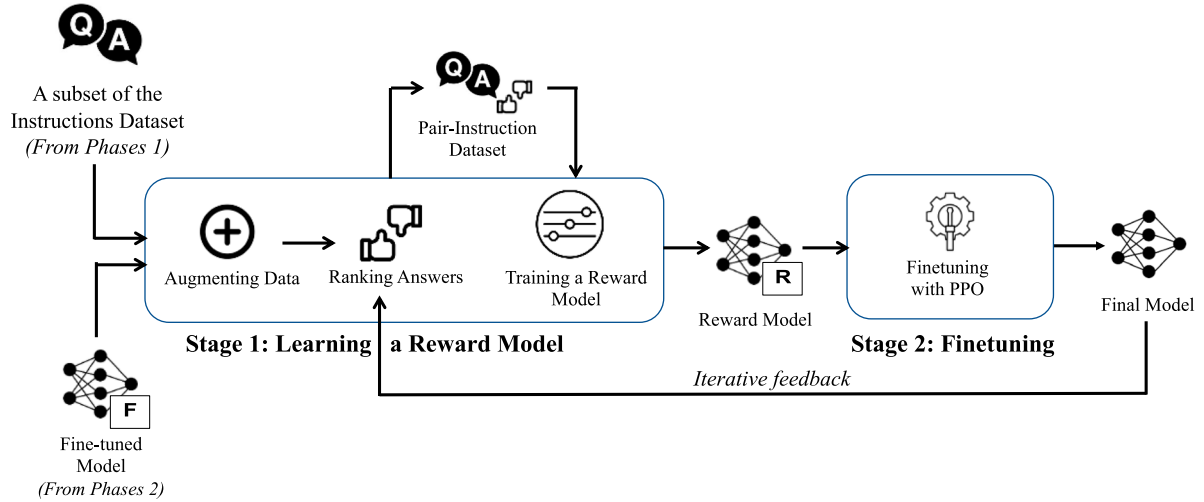 Q A
A subset of the
Instructions Dataset
(From Phases 1)
Q A
Pair-Instruction
Dataset
Augmenting Data
Ranking Answers
Training a Reward
Model
Stage 1: Learning a Reward Model
R
Reward Model
Finetuning
with PPO
Stage 2: Finetuning
Final Model
Iterative feedback
F
Fine-tuned
Model
(From Phases 2)